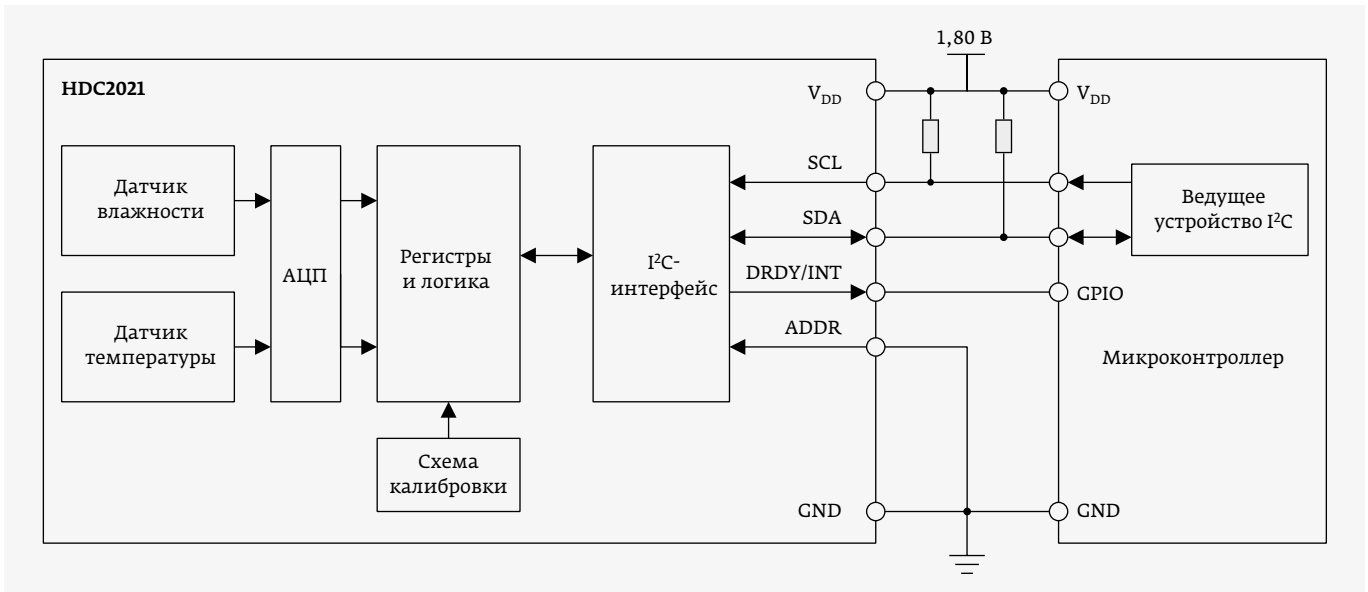 1,80 В
HDC2021
V_DD
V_DD
Датчик
влажности
АЦП
Регистры
и логика
I²C-
интерфейс
SCL
SDA
DRDY/INT
ADDR
Ведущее
устройство I²C
GPIO
Датчик
температуры
Микроконтроллер
Схема
калибровки
GND
GND